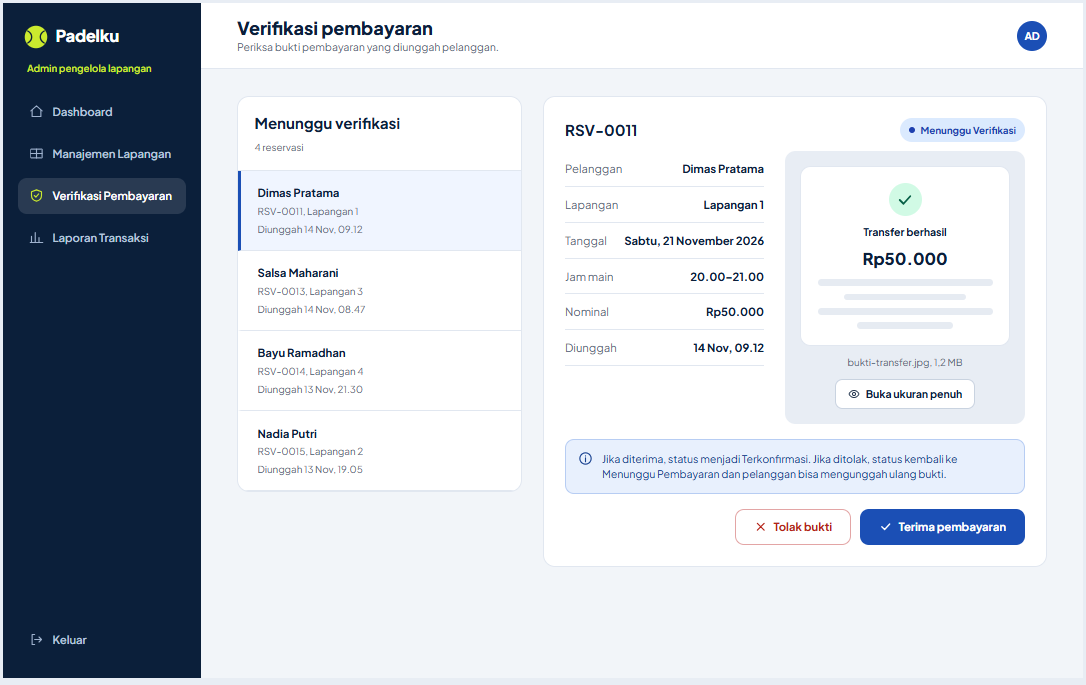 Padelku
Admin pengelola lapangan
Dashboard
Manajemen Lapangan
Verifikasi Pembayaran
Laporan Transaksi
Keluar
Verifikasi pembayaran
Periksa bukti pembayaran yang diunggah pelanggan.
AD
Menunggu verifikasi
4 reservasi
Dimas Pratama
RSV-0011, Lapangan 1
Diunggah 14 Nov, 09.12
Salsa Maharani
RSV-0013, Lapangan 3
Diunggah 14 Nov, 08.47
Bayu Ramadhan
RSV-0014, Lapangan 4
Diunggah 13 Nov, 21.30
Nadia Putri
RSV-0015, Lapangan 2
Diunggah 13 Nov, 19.05
RSV-0011
Menunggu Verifikasi
Pelanggan Dimas Pratama
Lapangan Lapangan 1
Tanggal Sabtu, 21 November 2026
Jam main 20.00–21.00
Nominal Rp50.000
Diunggah 14 Nov, 09.12
Transfer berhasil
Rp50.000
bukti-transfer.jpg. 1,2 MB
Buka ukuran penuh
Jika diterima, status menjadi Terkonfirmasi. Jika ditolak, status kembali ke
Menunggu Pembayaran dan pelanggan bisa mengunggah ulang bukti.
Tolak bukti
Terima pembayaran